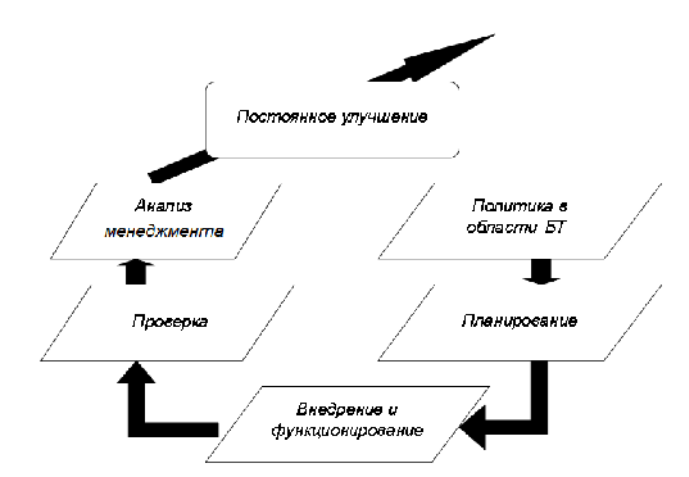 Постоянное улучшение
Анализ
менеджмента
Политика в
области БТ
Проверка
Планирование
Внедрение и
функционирование